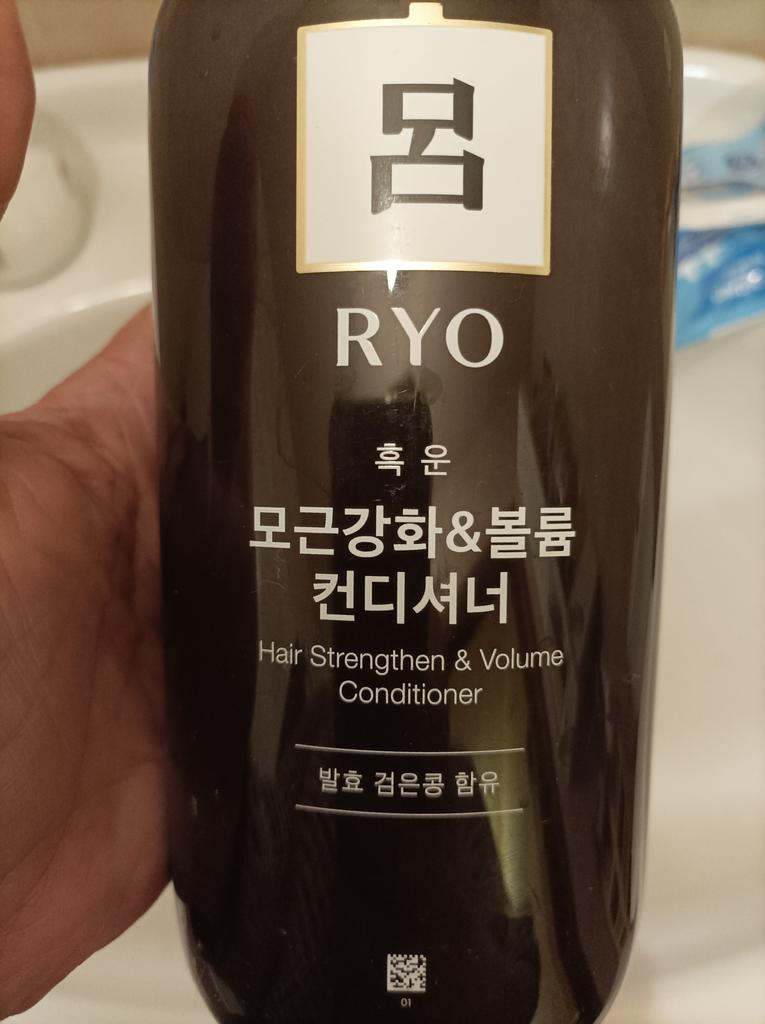 呂
RYO
흑운
모근강화&볼륨
컨디셔너
Hair Strengthen & Volume
Conditioner
발효 검은콩 함유
01